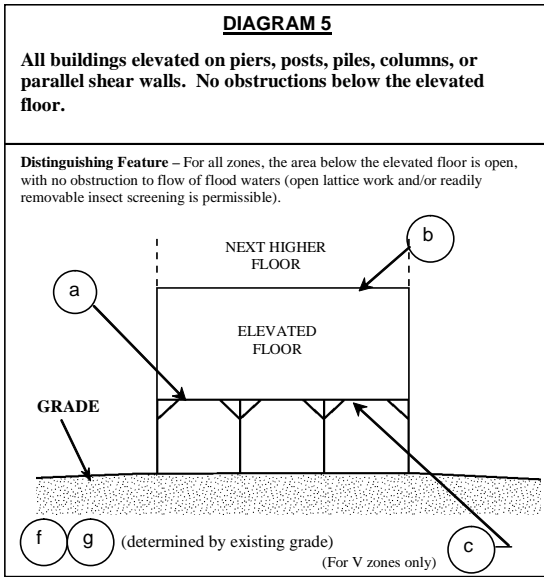 DIAGRAM 5
All buildings elevated on piers, posts, piles, columns, or
parallel shear walls.  No obstructions below the elevated
floor.
Distinguishing Feature – For all zones, the area below the elevated floor is open,
with no obstruction to flow of flood waters (open lattice work and/or readily
removable insect screening is permissible).
b
NEXT HIGHER
FLOOR
a
ELEVATED
FLOOR
GRADE
f g (determined by existing grade)
(For V zones only) c